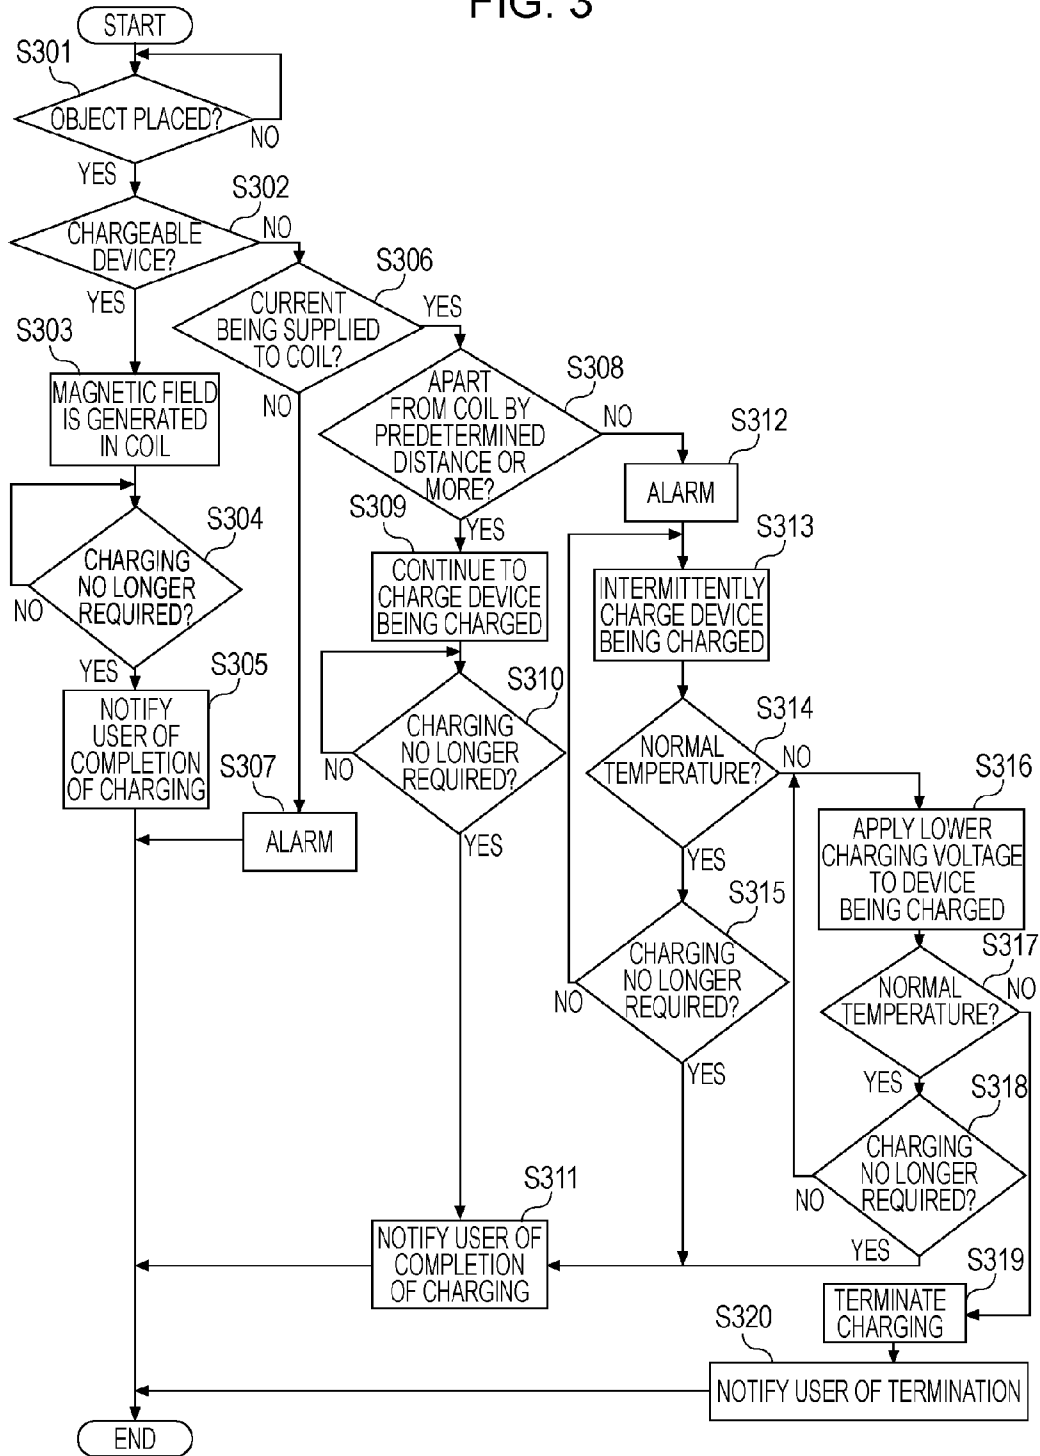 FIG. 3
START
S301
OBJECT PLACED?
NO
YES
S302
CHARGEABLE
DEVICE?
NO
YES
S306
CURRENT
BEING SUPPLIED
TO COIL?
YES
NO
S303
MAGNETIC FIELD
IS GENERATED
IN COIL
S308
APART
FROM COIL BY
PREDETERMINED
DISTANCE OR
MORE?
NO
YES
S312
ALARM
S304
CHARGING
NO LONGER
REQUIRED?
NO
YES
S309
CONTINUE TO
CHARGE DEVICE
BEING CHARGED
S313
INTERMITTENTLY
CHARGE DEVICE
BEING CHARGED
S305
NOTIFY
USER OF
COMPLETION
OF CHARGING
S310
CHARGING
NO LONGER
REQUIRED?
NO
YES
S314
NORMAL
TEMPERATURE?
NO
YES
S307
ALARM
S316
APPLY LOWER
CHARGING VOLTAGE
TO DEVICE
BEING CHARGED
S315
CHARGING
NO LONGER
REQUIRED?
NO
YES
S317
NORMAL
TEMPERATURE?
NO
YES
S318
CHARGING
NO LONGER
REQUIRED?
NO
YES
S311
NOTIFY USER OF
COMPLETION
OF CHARGING
S319
TERMINATE
CHARGING
S320
NOTIFY USER OF TERMINATION
END